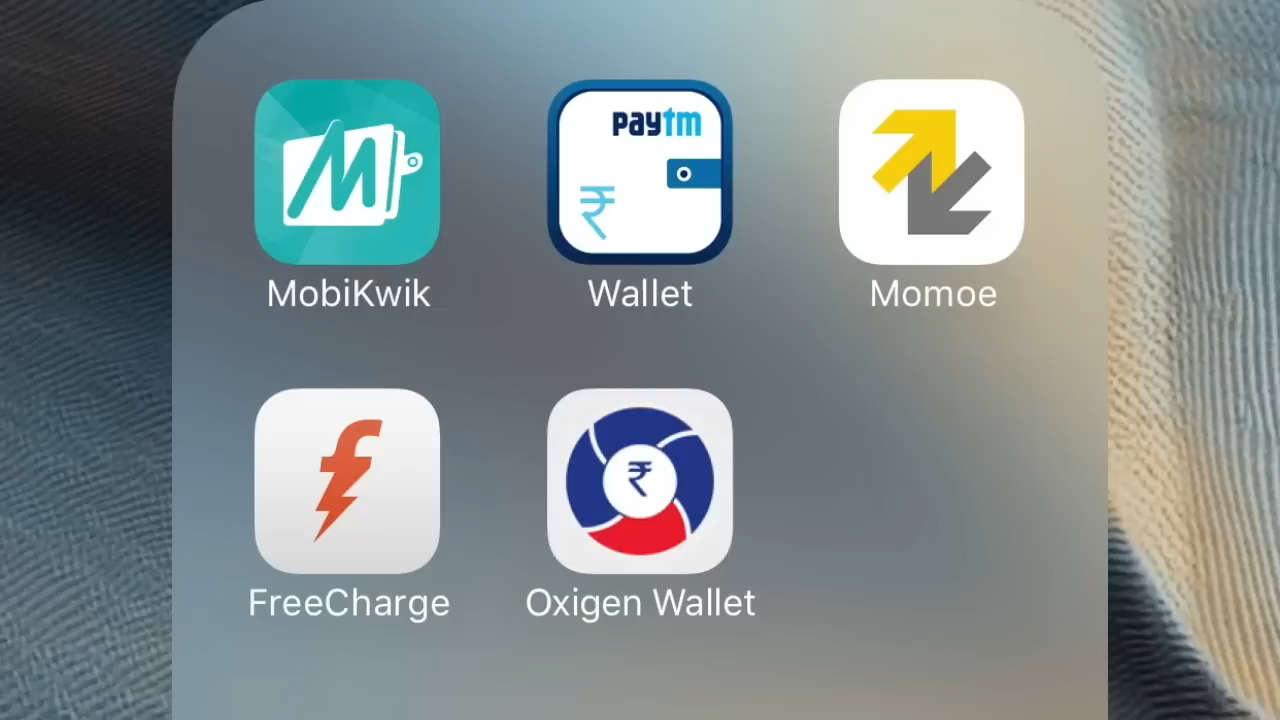 paytm
₹
MobiKwik
Wallet
Momoe
₹
FreeCharge
Oxigen Wallet